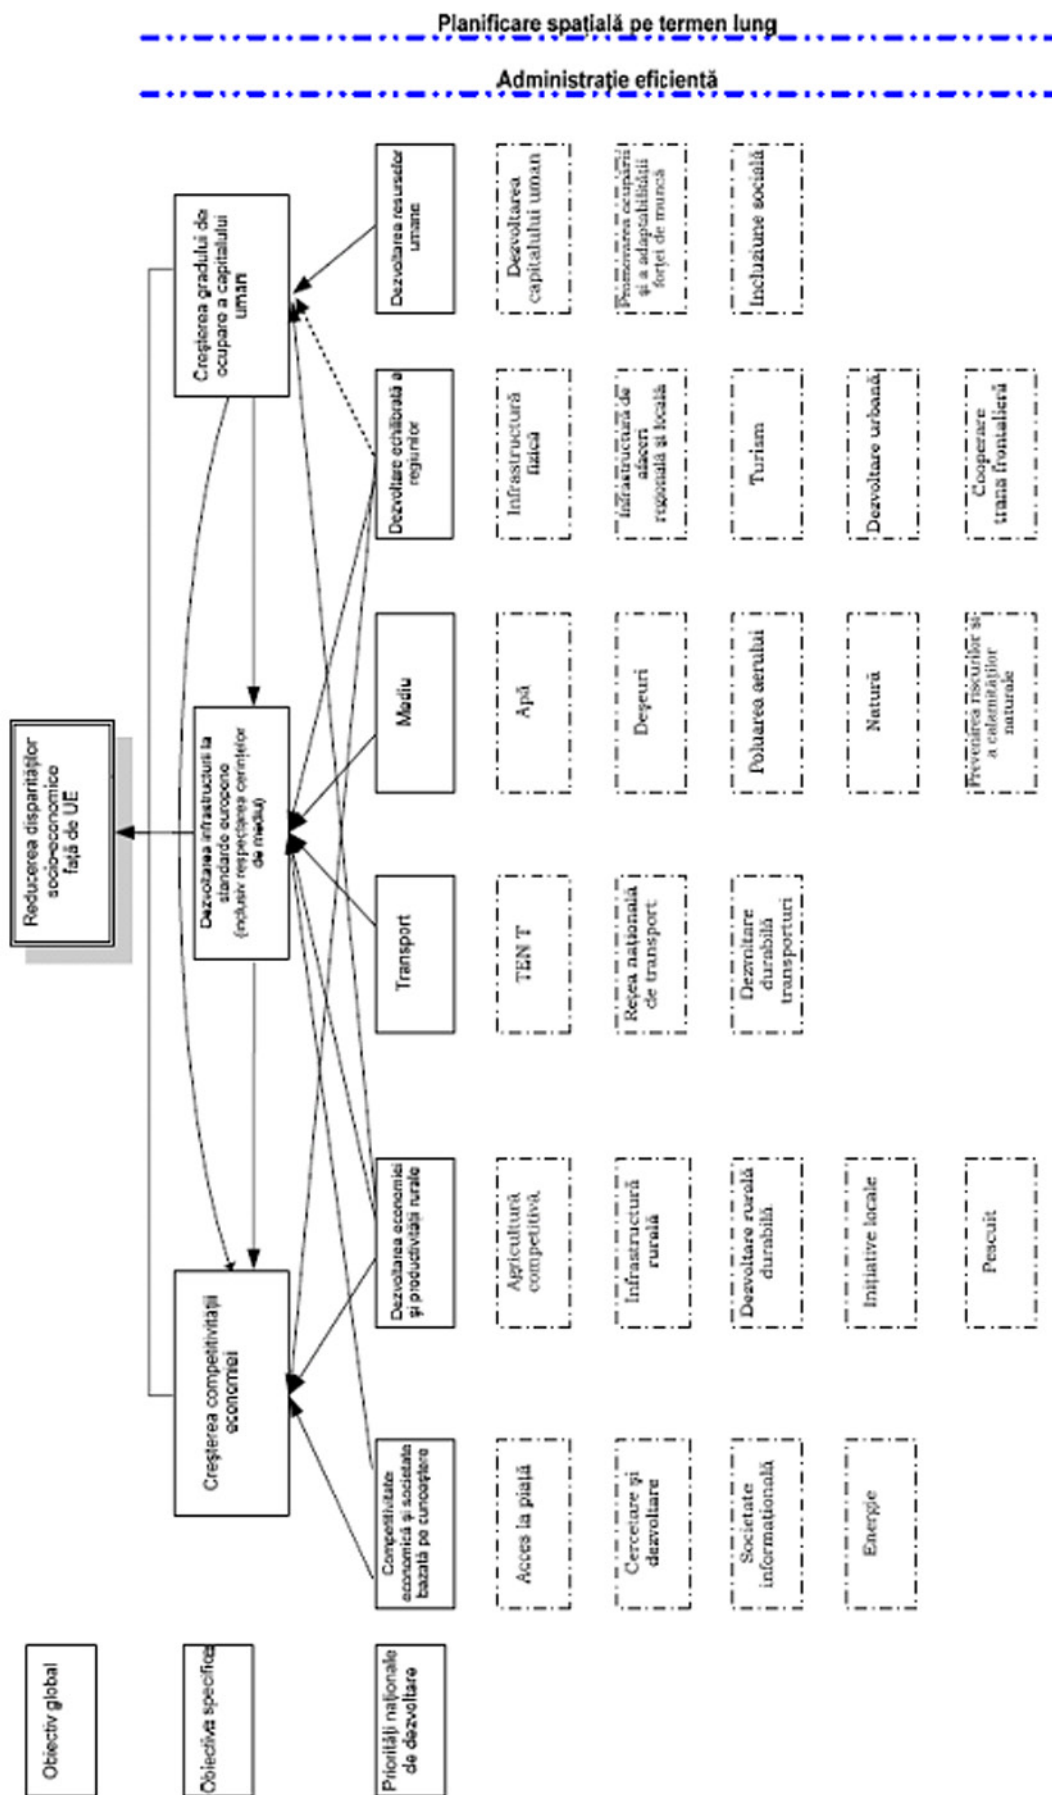 Planificare spațială pe termen lung
Administrație eficientă
Obiectiv global
Reducerea disparităților
socio-economice
față de UE
Obiective specifice
Creșterea competitivității
economiei
Dezvoltarea infrastructurii la
standarde europene
(inclusiv respectarea cerințelor
de mediu)
Creșterea gradului de
ocupare a capitalului
uman
Priorități naționale
de dezvoltare
Competitivitate
economică și societate
bazată pe cunoaștere
Dezvoltarea economiei
și productivității rurale
Transport
Mediu
Dezvoltare echilibrată a
regiunilor
Dezvoltarea resurselor
umane
Acces la piață
Agricultură
competitivă
TEN T
Apă
Infrastructură
fizică
Dezvoltarea
capitalului uman
Cercetare și
dezvoltare
Infrastructură
rurală
Rețea națională
de transport
Deșeuri
Infrastructură de
afaceri
regională și locală
Promovarea ocupării
și a adaptabilității
forței de muncă
Societate
informațională
Dezvoltare rurală
durabilă
Dezvoltare
durabilă
transporturi
Poluarea aerului
Turism
Incluziune socială
Energie
Inițiative locale
Natură
Dezvoltare urbană
Pescuit
Prevenirea riscurilor și
a calamităților
naturale
Cooperare
trans frontalieră